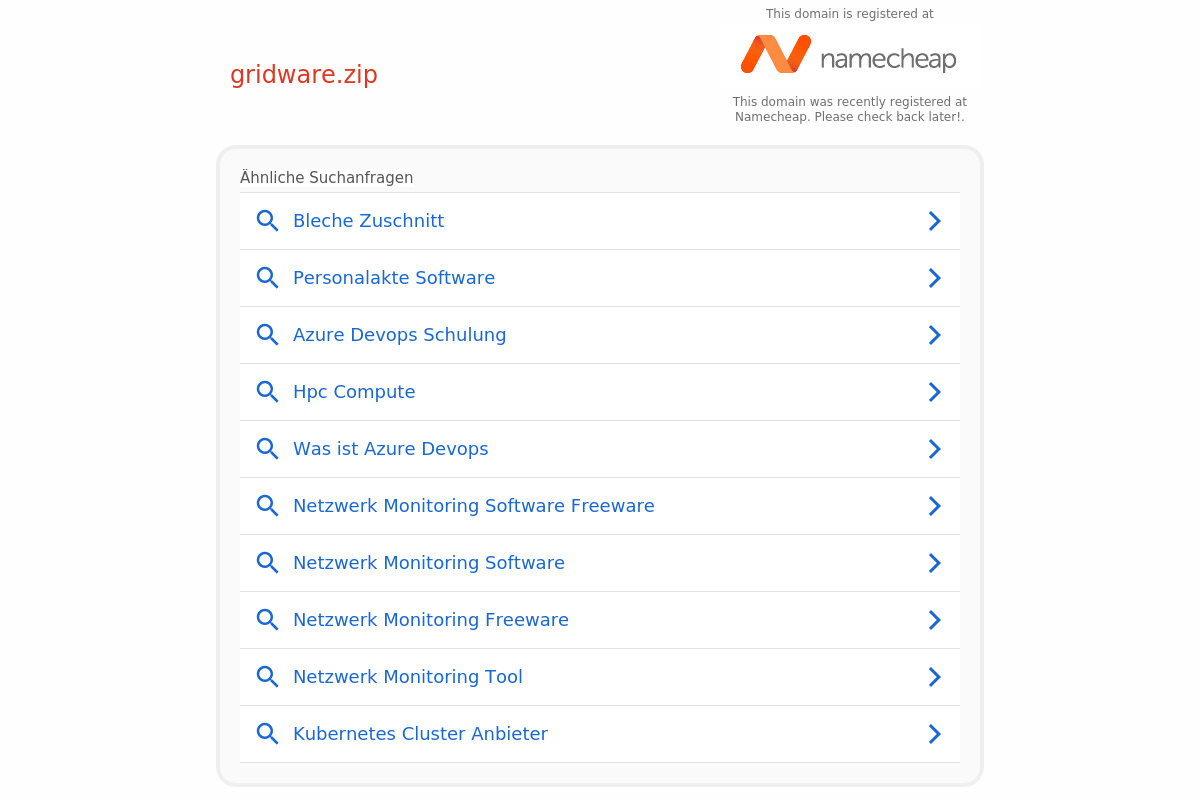 This domain is registered at
namecheap
gridware.zip
This domain was recently registered at
Namecheap. Please check back later!.
Ähnliche Suchanfragen
Bleche Zuschnitt
Personalakte Software
Azure Devops Schulung
Hpc Compute
Was ist Azure Devops
Netzwerk Monitoring Software Freeware
Netzwerk Monitoring Software
Netzwerk Monitoring Freeware
Netzwerk Monitoring Tool
Kubernetes Cluster Anbieter